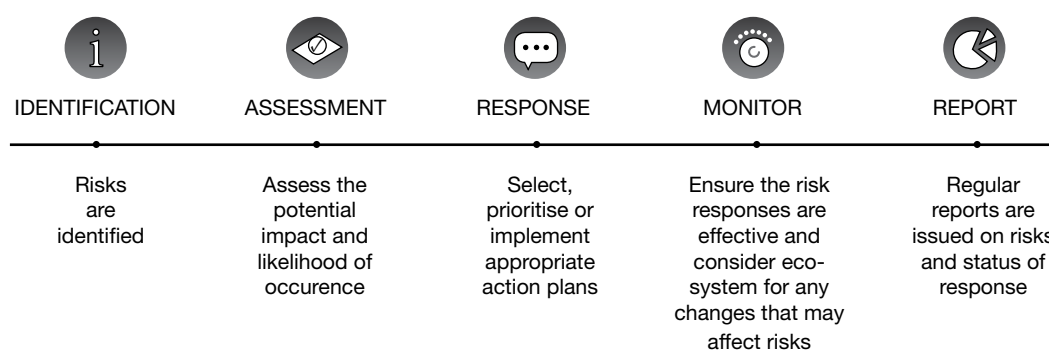 i
IDENTIFICATION
ASSESSMENT
RESPONSE
MONITOR
REPORT
Risks
are
identified
Assess the
potential
impact and
likelihood of
occurence
Select,
prioritise or
implement
appropriate
action plans
Ensure the risk
responses are
effective and
consider eco-
system for any
changes that may
affect risks
Regular
reports are
issued on risks
and status of
response